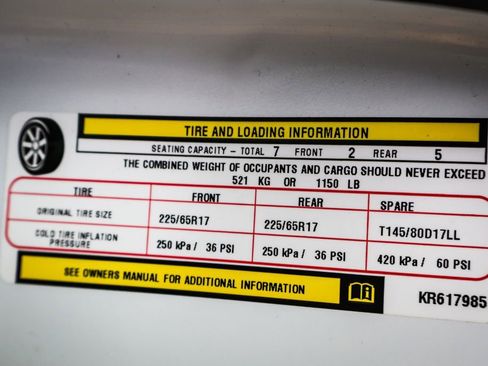 TIRE AND LOADING INFORMATION
SEATING CAPACITY - TOTAL 7 FRONT 2 REAR 5
THE COMBINED WEIGHT OF OCCUPANTS AND CARGO SHOULD NEVER EXCEED
521 KG OR 1150 LB
TIRE FRONT REAR SPARE
ORIGINAL TIRE SIZE 225/65R17 225/65R17 T145/80D17LL
COLD TIRE INFLATION PRESSURE 250 kPa / 36 PSI 250 kPa / 36 PSI 420 kPa / 60 PSI
SEE OWNERS MANUAL FOR ADDITIONAL INFORMATION
KR617985